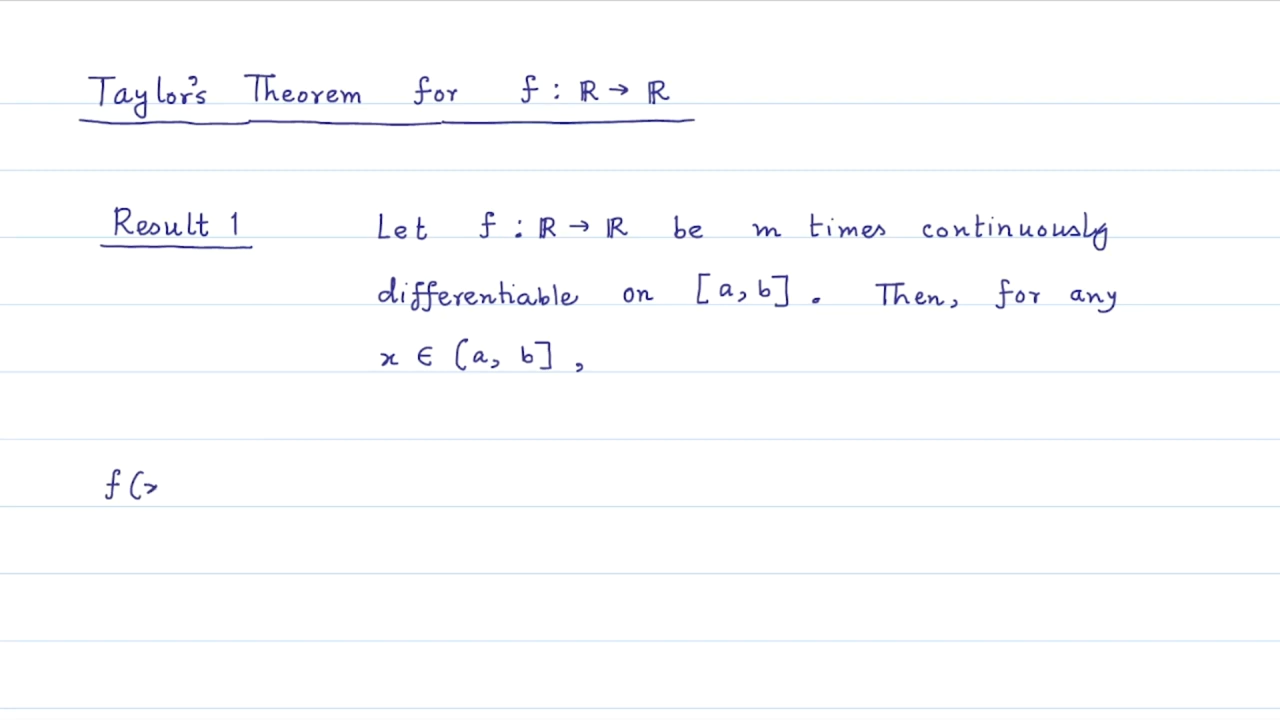 Taylor's Theorem for f : ℝ → ℝ
Result 1 Let f : ℝ → ℝ be m times continuously
differentiable on [a, b]. Then, for any
x ∈ [a, b],
f(x